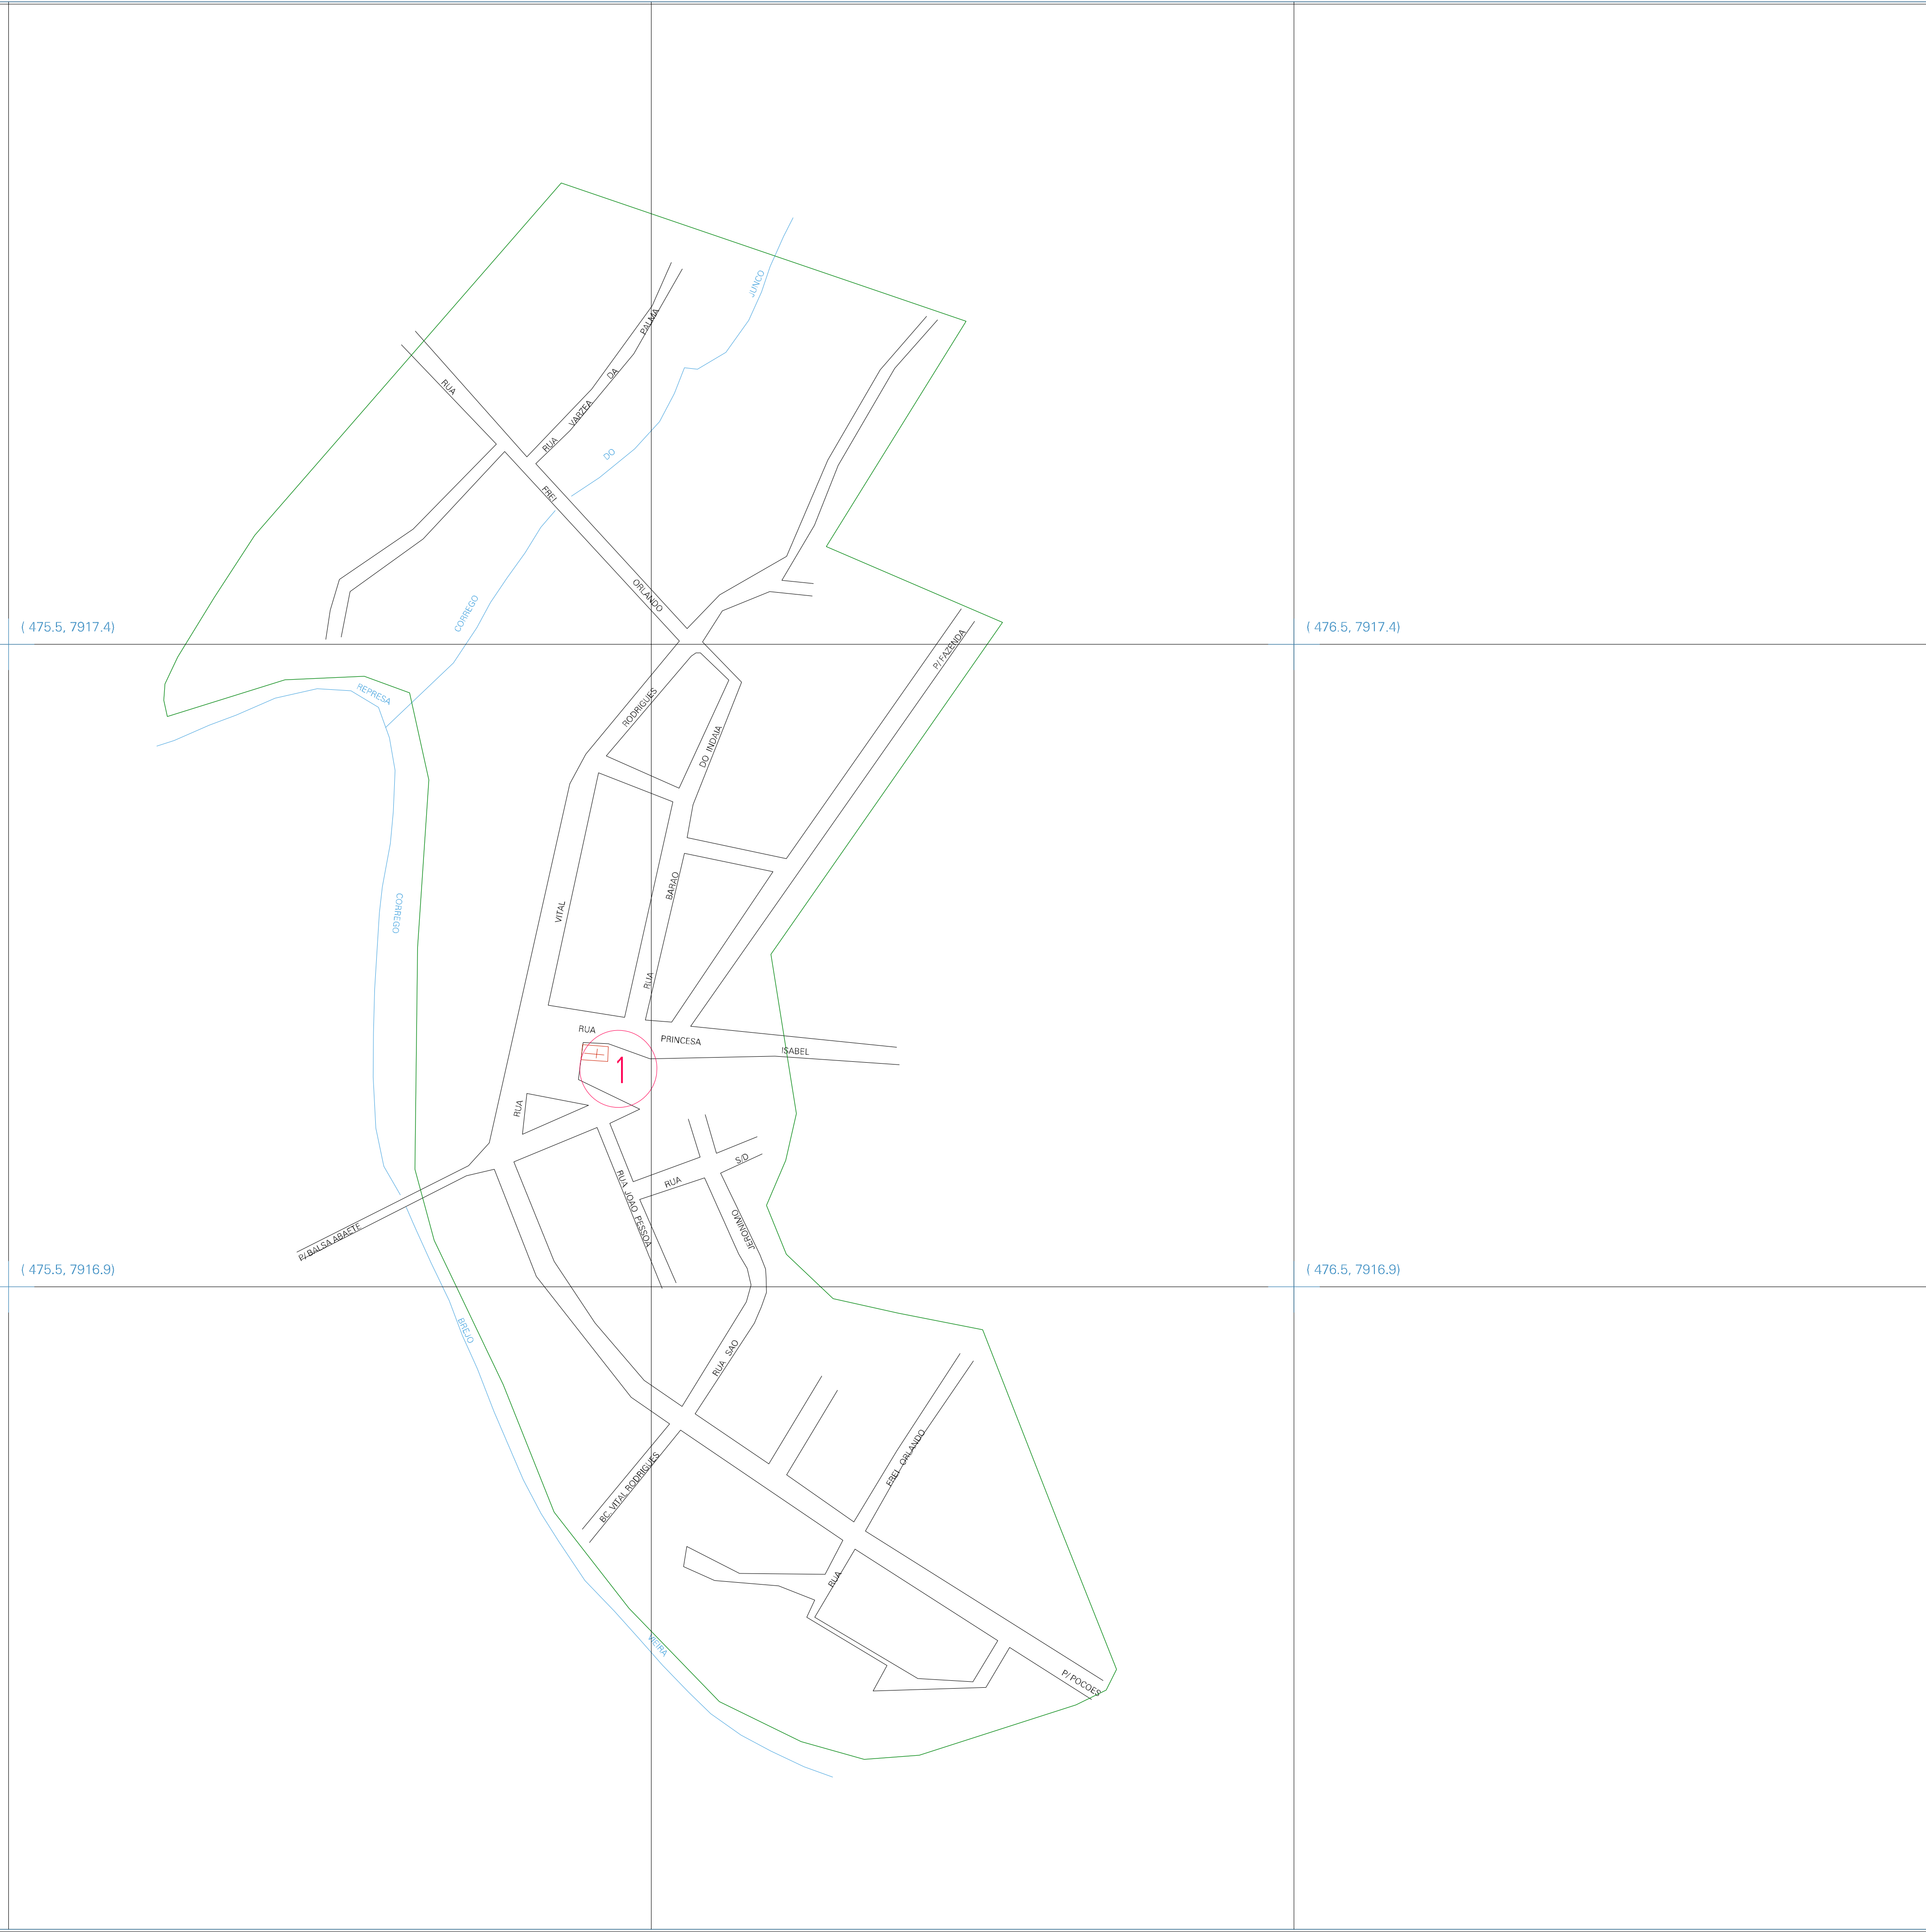 JUNCO
PALMA
DA
RUA
VARZEA
RUA
DO
FREI
ORLANDO
CORREGO
( 475.5, 7917.4)
( 476.5, 7917.4)
P/ FAZENDA
REPRESA
RODRIGUES
DO INDAIA
BARAO
VITAL
CORREGO
RUA
RUA
PRINCESA
ISABEL
1
RUA
S/D
RUA
RUA JOAO PESSOA
JERONIMO
P/ BALSA ABAETE
( 475.5, 7916.9)
( 476.5, 7916.9)
BREJO
RUA SAO
FREI ORLANDO
BC. VITAL RODRIGUES
RUA
VIEIRA
P/ POCOES